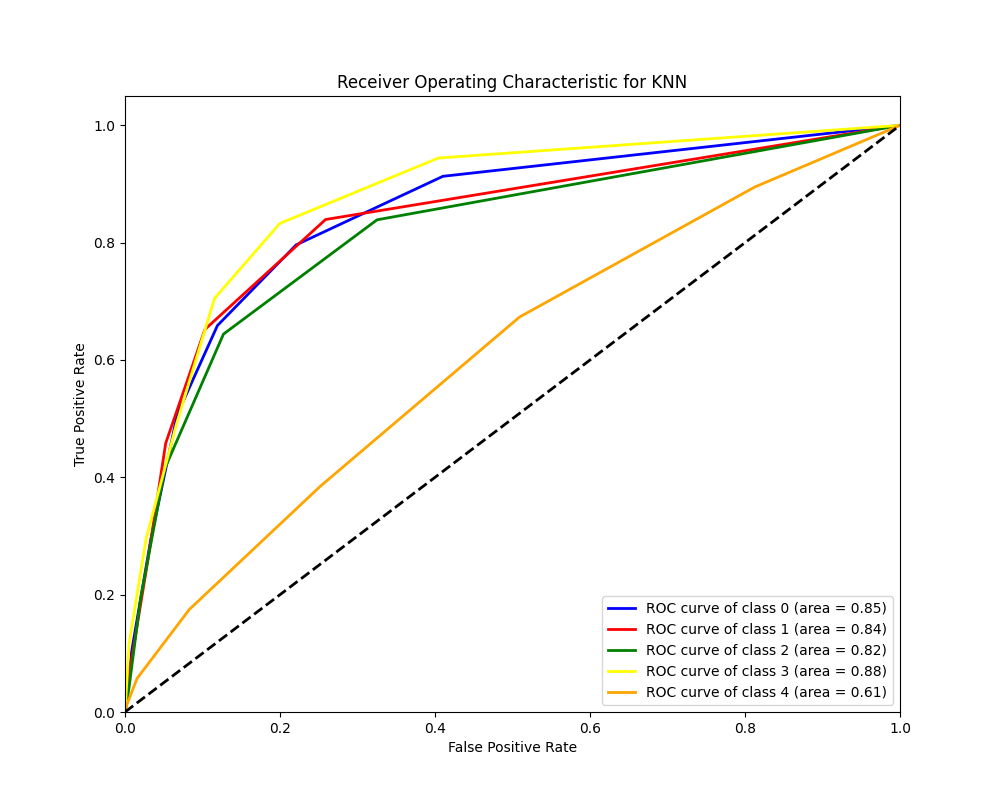 Receiver Operating Characteristic for KNN
True Positive Rate
1.0
0.8
0.6
0.4
0.2
0.0
ROC curve of class 0 (area = 0.85)
ROC curve of class 1 (area = 0.84)
ROC curve of class 2 (area = 0.82)
ROC curve of class 3 (area = 0.88)
ROC curve of class 4 (area = 0.61)
0.0 0.2 0.4 0.6 0.8 1.0
False Positive Rate